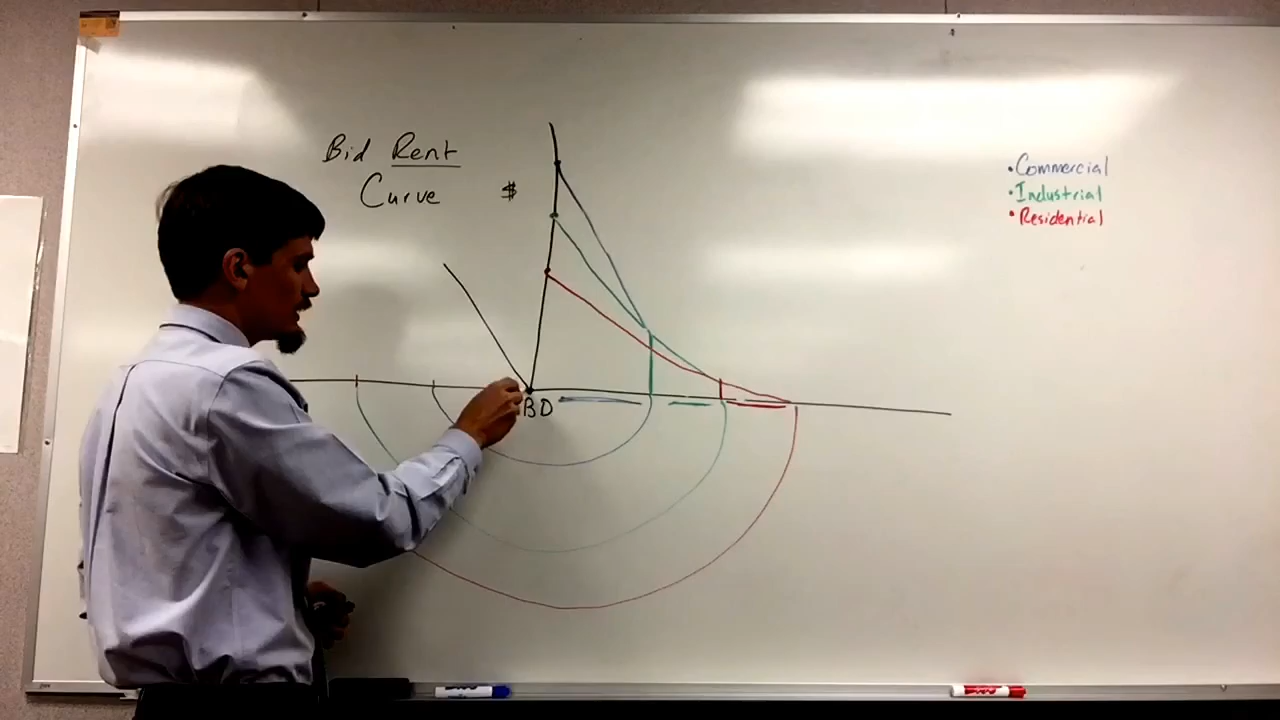 Bid Rent
Curve
$
• Commercial
• Industrial
• Residential
BD